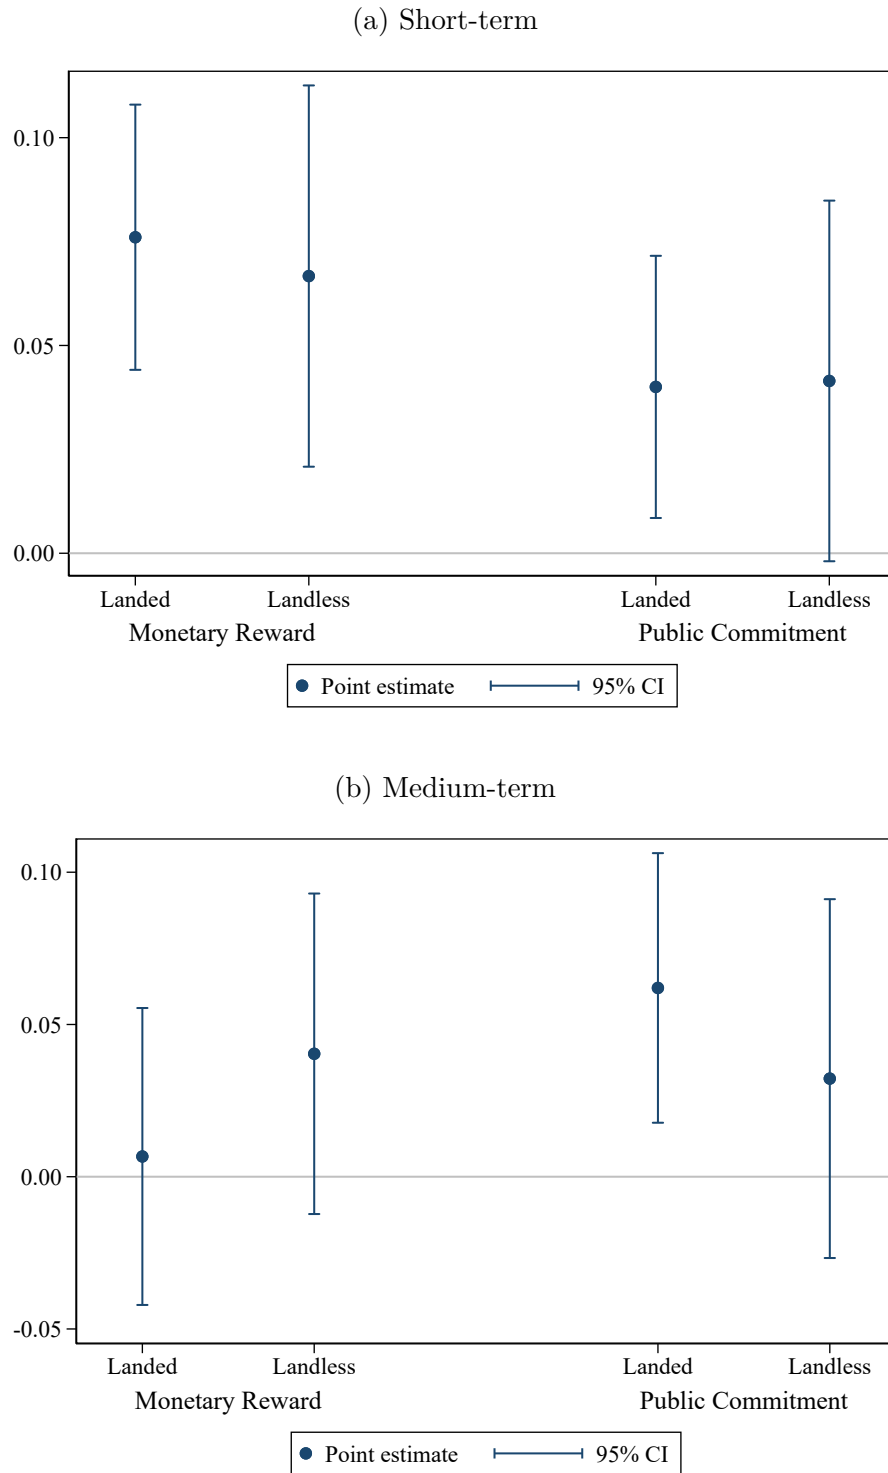 (a) Short-term
0.10
0.05
0.00
Landed Landless Landed Landless
Monetary Reward Public Commitment
Point estimate 95% CI
(b) Medium-term
0.10
0.05
0.00
-0.05
Landed Landless Landed Landless
Monetary Reward Public Commitment
Point estimate 95% CI